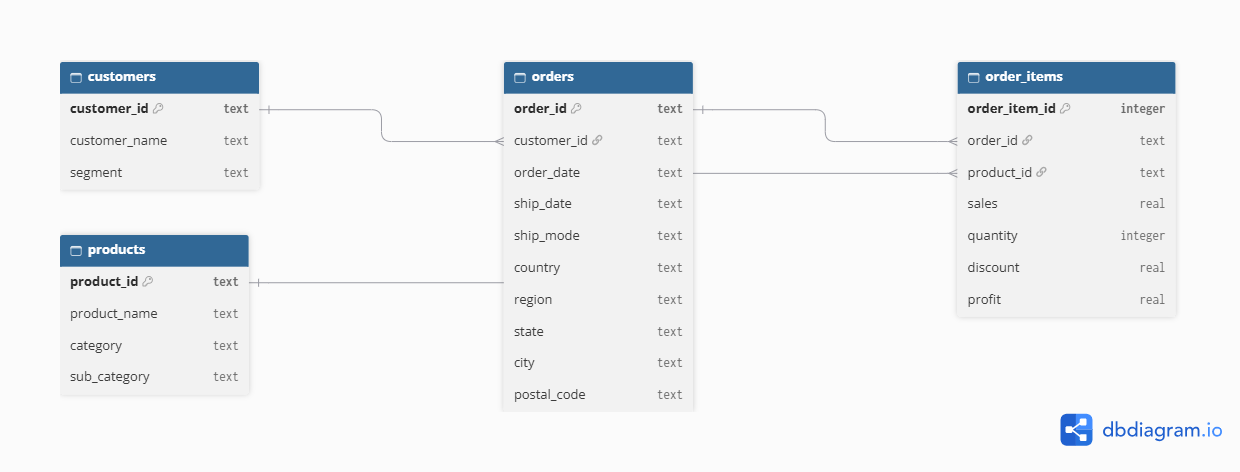 customers
customer_id text
customer_name text
segment text
products
product_id text
product_name text
category text
sub_category text
orders
order_id text
customer_id text
order_date text
ship_date text
ship_mode text
country text
region text
state text
city text
postal_code text
order_items
order_item_id integer
order_id text
product_id text
sales real
quantity integer
discount real
profit real
dbdiagram.io